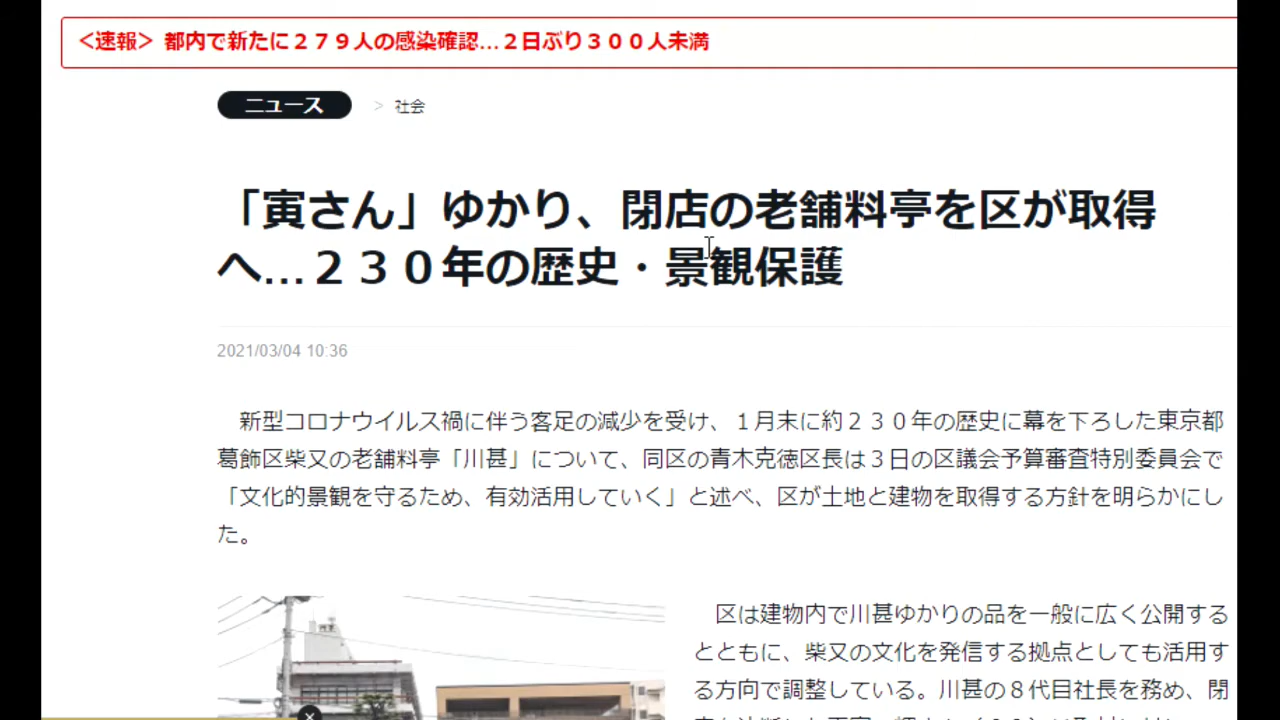 ＜速報＞ 都内で新たに２７９人の感染確認…２日ぶり３００人未満
ニュース ＞ 社会
「寅さん」ゆかり、閉店の老舗料亭を区が取得
へ…２３０年の歴史・景観保護
2021/03/04 10:36
新型コロナウイルス禍に伴う客足の減少を受け、１月末に約２３０年の歴史に幕を下ろした東京都
葛飾区柴又の老舗料亭「川甚」について、同区の青木克徳区長は３日の区議会予算審査特別委員会で
「文化的景観を守るため、有効活用していく」と述べ、区が土地と建物を取得する方針を明らかにし
た。
区は建物内で川甚ゆかりの品を一般に広く公開する
とともに、柴又の文化を発信する拠点としても活用す
る方向で調整している。川甚の８代目社長を務め、閉